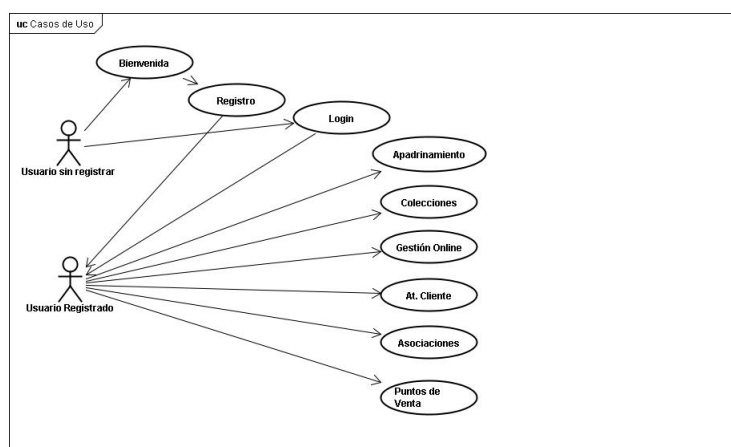 uc Casos de Uso
Bienvenida
Registro
Login
Usuario sin registrar
Apadrinamiento
Colecciones
Gestión Online
Usuario Registrado
At. Cliente
Asociaciones
Puntos de
Venta